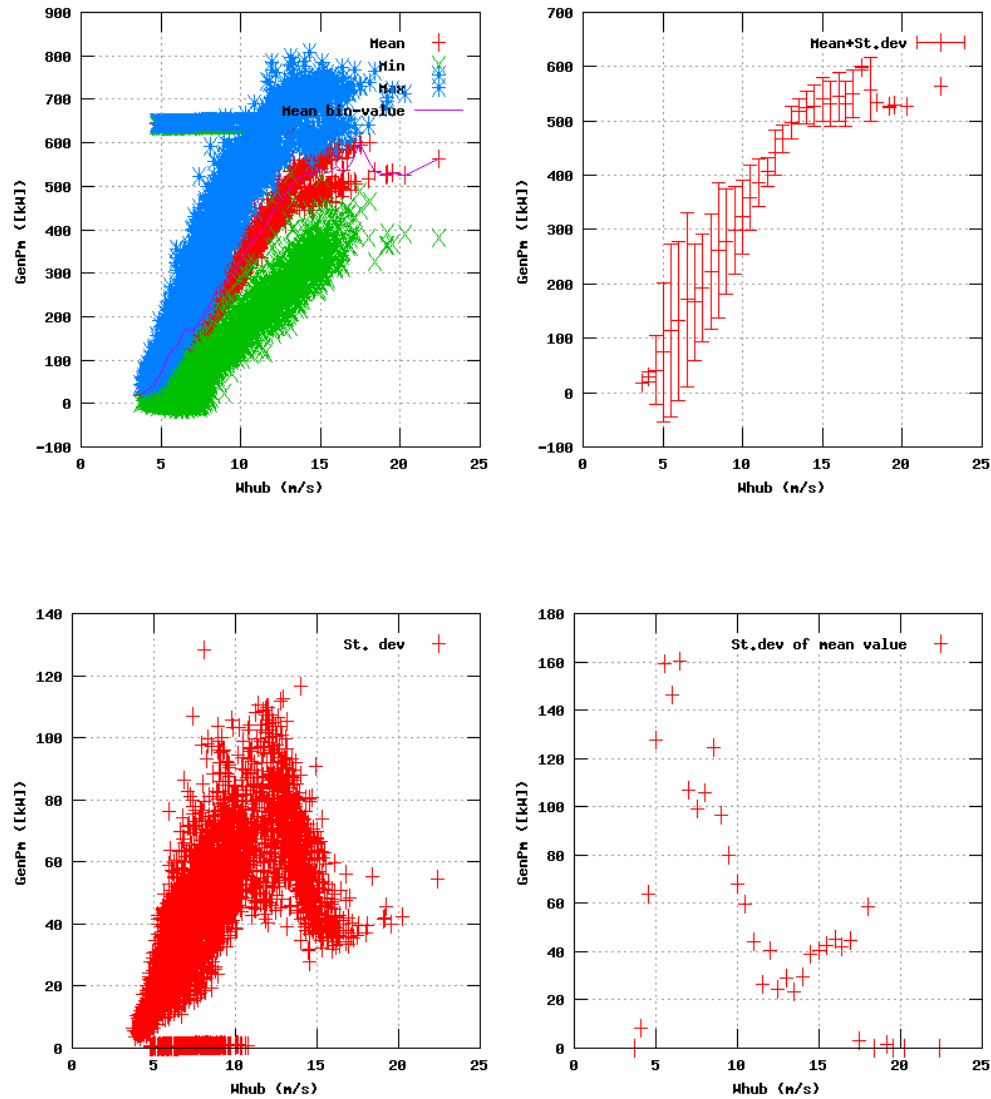 900
800
700
600
500
400
300
200
100
0
-100
GenPm ([kW])
Mean
Min
Max
Mean bin-value
0 5 10 15 20 25
Whub (m/s)
700
600
500
400
300
200
100
0
-100
GenPm ([kW])
Mean+St.dev
0 5 10 15 20 25
Whub (m/s)
140
120
100
80
60
40
20
0
GenPm ([kW])
St. dev
0 5 10 15 20 25
Whub (m/s)
180
160
140
120
100
80
60
40
20
0
GenPm ([kW])
St.dev of mean value
0 5 10 15 20 25
Whub (m/s)